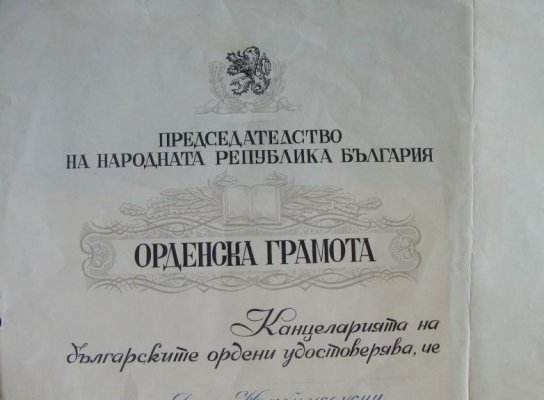 ПРЕДСЕДАТЕЛСТВО
НА НАРОДНАТА РЕПУБЛИКА БЪЛГАРИЯ
ОРДЕНСКА ГРАМОТА
Канцеларията на
българските ордени удостоверява, че